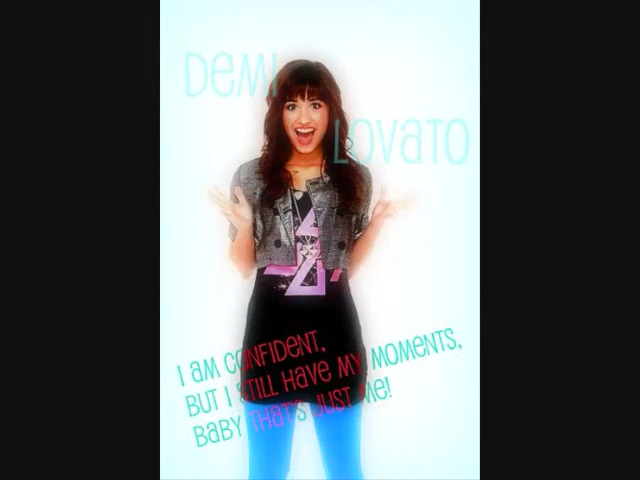 Demi
Lovato
I am confident,
but I still have my moments,
baby that's just me!